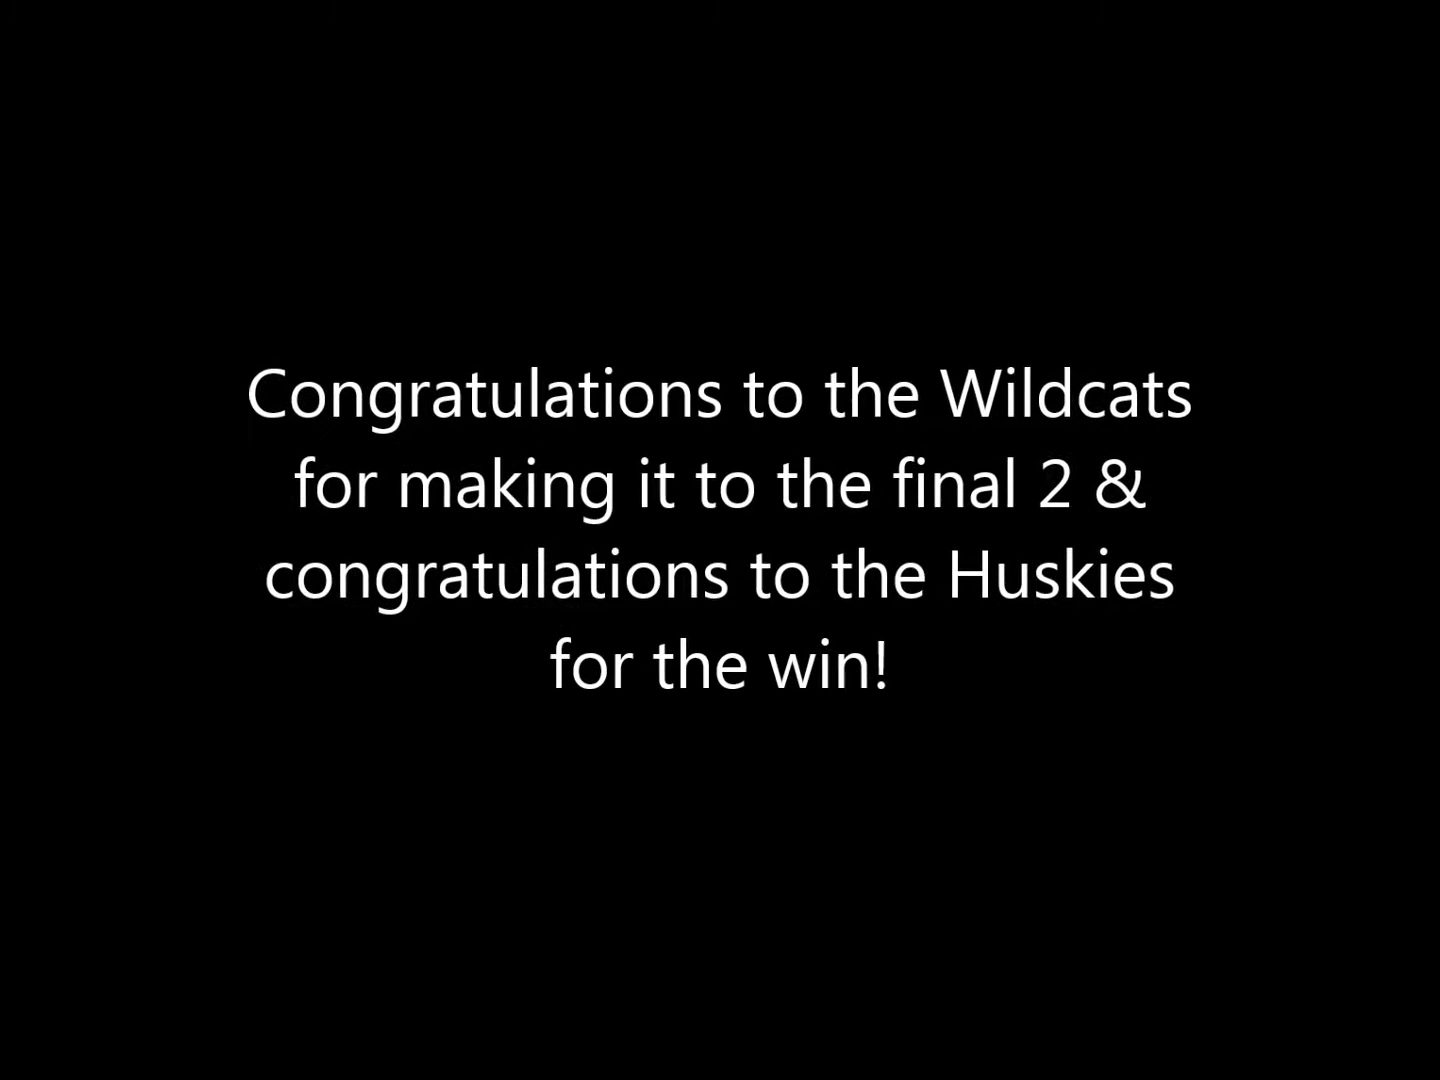 Congratulations to the Wildcats
for making it to the final 2 &
congratulations to the Huskies
for the win!